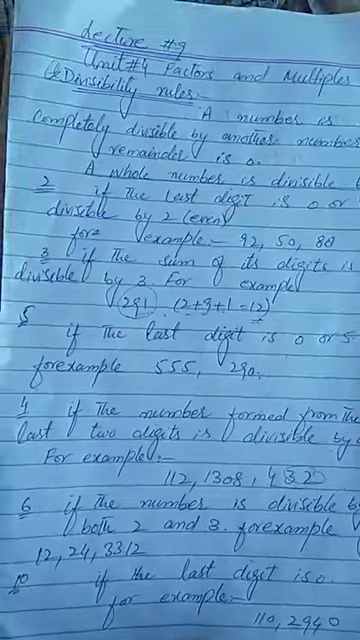 Lecture #9
Unit #4 Factors and Multiples
Divisibility rules:-
A number is
Completely divisible by another number
remainder is 0.
A whole number is divisible
2 if the last digit is 0 or
divisible by 2 (even)
for example:- 92, 50, 80
3 if the sum of its digits is
divisible by 3. For example
291 (2+9+1=12)
5
if the last digit is 0 or 5
forexample 555, 290.
4 if The number formed from The
last two digits is divisible by
For example:-
112, 1308, 432
6 if the number is divisible by
both 2 and 3. forexample
12, 24, 3312
10 if the last digit is 0.
for example:-
110, 2940